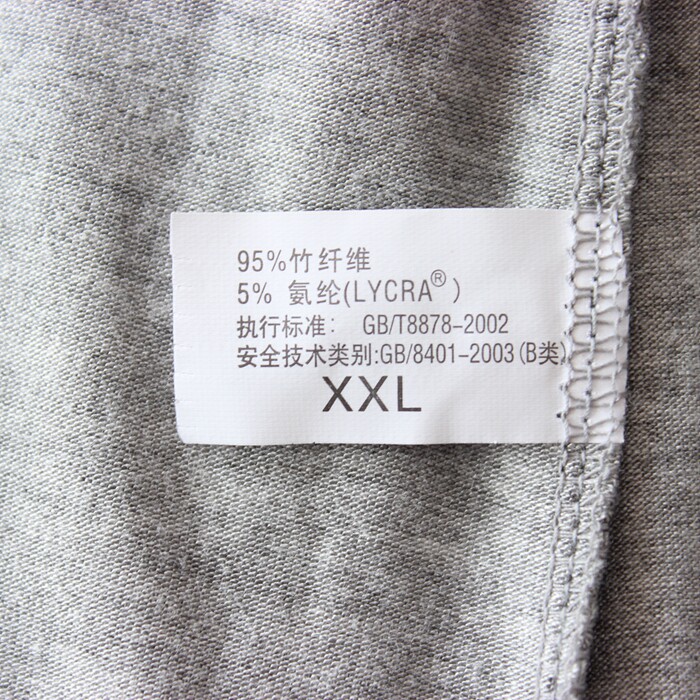 95%竹纤维
5% 氨纶(LYCRA®)
执行标准: GB/T8878-2002
安全技术类别:GB/8401-2003(B类)
XXL